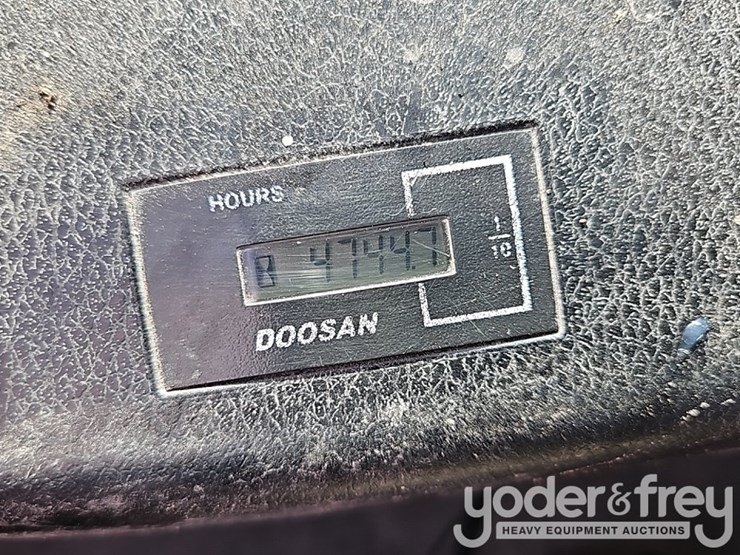 HOURS
4744.7
1
10
DOOSAN
yoder&frey
HEAVY EQUIPMENT AUCTIONS